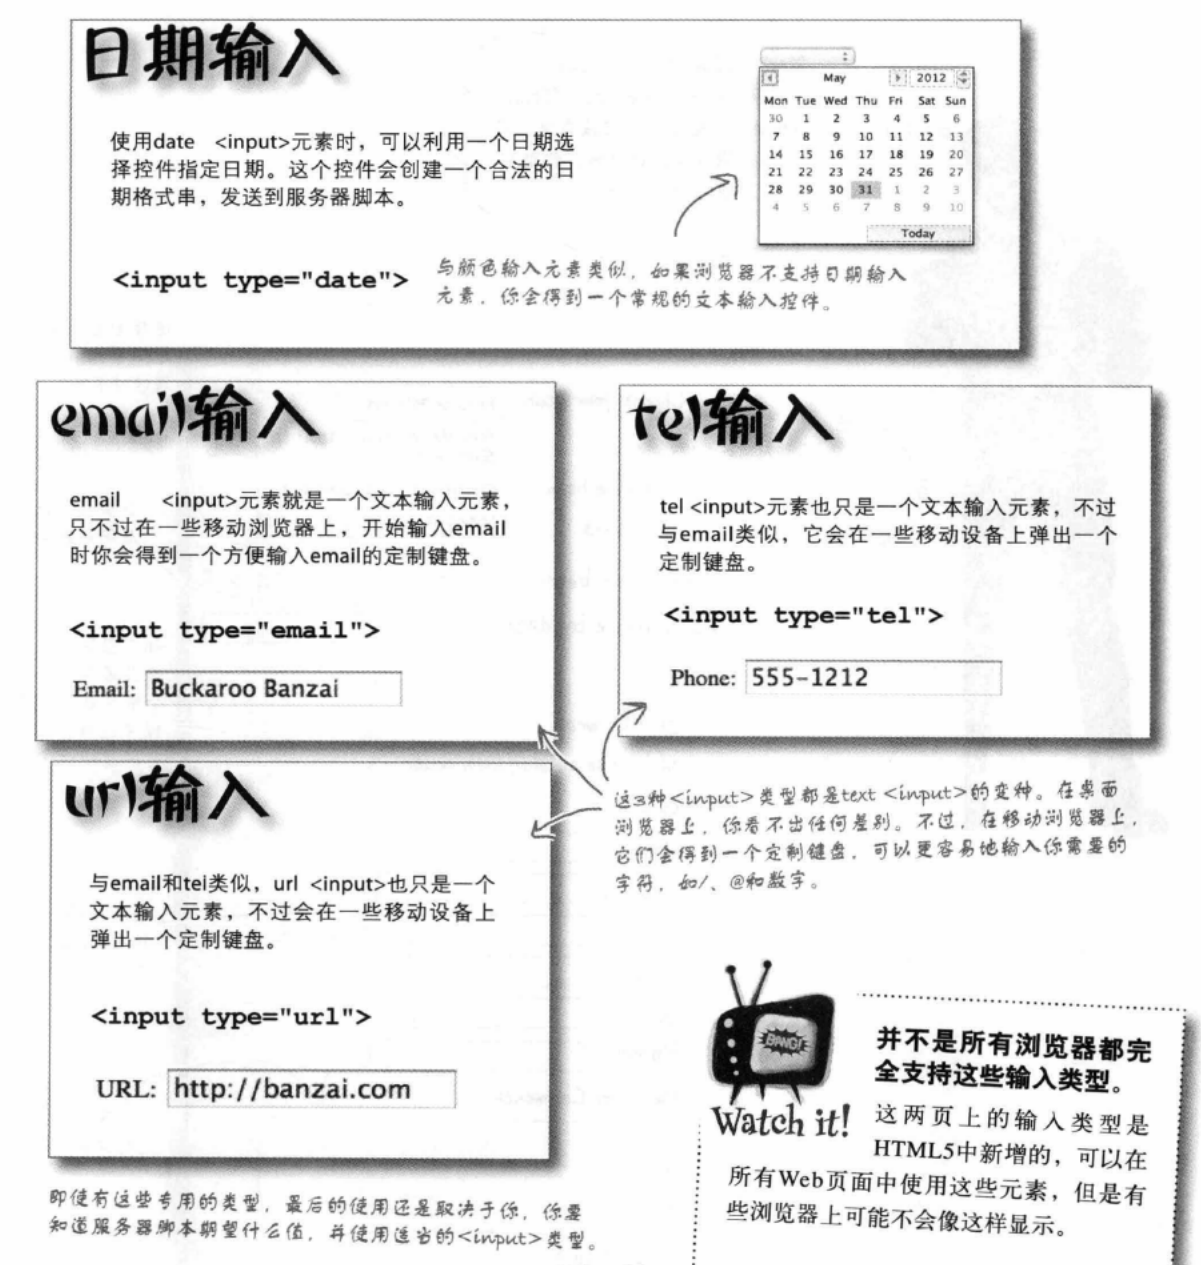 日期输入
使用date <input>元素时，可以利用一个日期选
择控件指定日期。这个控件会创建一个合法的日
期格式串，发送到服务器脚本。
<input type="date">
与颜色输入元素类似，如果浏览器不支持日期输入
元素，你会得到一个常规的文本输入控件。
May 2012
Mon Tue Wed Thu Fri Sat Sun
30 1 2 3 4 5 6
7 8 9 10 11 12 13
14 15 16 17 18 19 20
21 22 23 24 25 26 27
28 29 30 31 1 2 3
4 5 6 7 8 9 10
Today
email输入
email <input>元素就是一个文本输入元素，
只不过在一些移动浏览器上，开始输入email
时你会得到一个方便输入email的定制键盘。
<input type="email">
Email: Buckaroo Banzai
tel输入
tel <input>元素也只是一个文本输入元素，不过
与email类似，它会在一些移动设备上弹出一个
定制键盘。
<input type="tel">
Phone: 555-1212
这3种<input>类型都是text <input>的变种。在桌面
浏览器上，你看不出任何差别。不过，在移动浏览器上，
它们会得到一个定制键盘，可以更容易地输入你需要的
字符，如/、@和数字。
url输入
与email和tel类似，url <input>也只是一个
文本输入元素，不过会在一些移动设备上
弹出一个定制键盘。
<input type="url">
URL: http://banzai.com
即使有这些专用的类型，最后的使用还是取决于你，你要
知道服务器脚本期望什么值，并使用适当的<input>类型。
BANG!
Watch it!
并不是所有浏览器都完
全支持这些输入类型。
这两页上的输入类型是
HTML5中新增的，可以在
所有Web页面中使用这些元素，但是有
些浏览器上可能不会像这样显示。